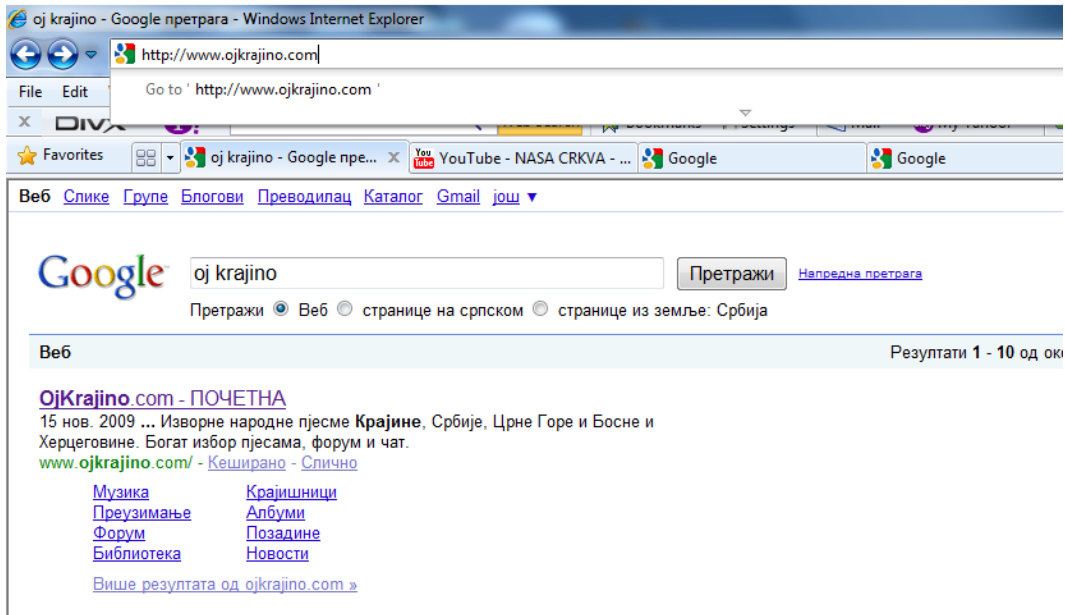 oj krajino - Google претрага - Windows Internet Explorer
http://www.ojkrajino.com
File Edit Go to ' http://www.ojkrajino.com '
x DIVX
Favorites oj krajino - Google пре... x YouTube - NASA CRKVA - ... Google Google
Веб Слике Групе Блогови Преводилац Каталог Gmail још ▼
Google oj krajino Претражи Напредна претрага
Претражи Веб странице на српском странице из земље: Србија
Веб Резултати 1 - 10 од
OjKrajino.com - ПОЧЕТНА
15 нов. 2009 ... Изворне народне пјесме Крајине, Србије, Црне Горе и Босне и
Херцеговине. Богат избор пјесама, форум и чат.
www.ojkrajino.com/ - Кеширано - Слично
Музика Крајишници
Преузимање Албуми
Форум Позадине
Библиотека Новости
Више резултата од ojkrajino.com »